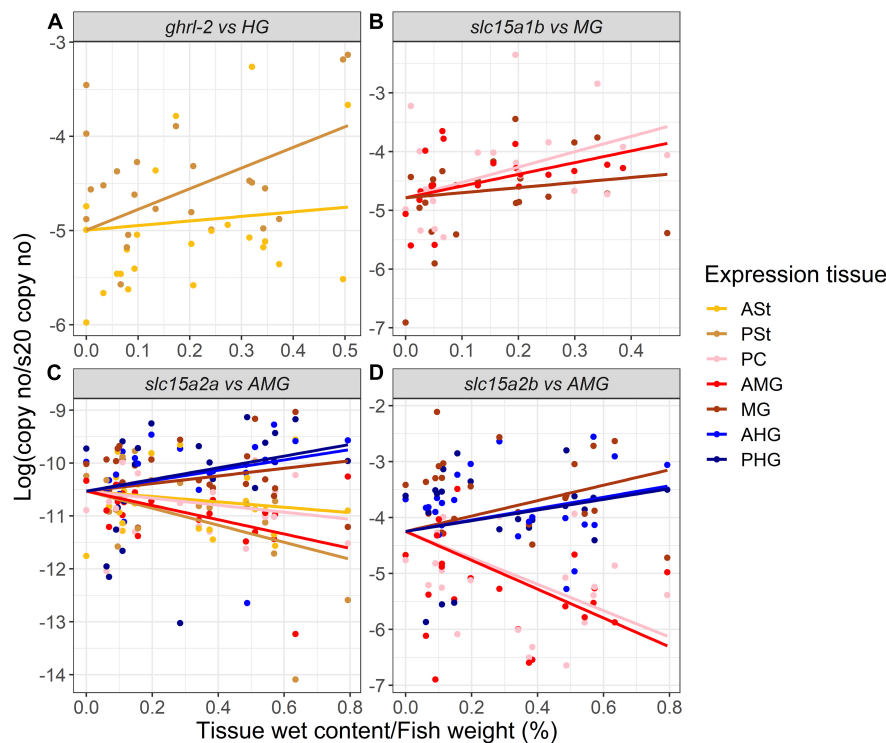 A
ghrl-2 vs HG
B
slc15a1b vs MG
-3
-4
-5
-6
0.0 0.1 0.2 0.3 0.4 0.5
-3
-4
-5
-6
-7
0.0 0.1 0.2 0.3 0.4
C
slc15a2a vs AMG
D
slc15a2b vs AMG
-9
-10
-11
-12
-13
-14
0.0 0.2 0.4 0.6 0.8
-2
-3
-4
-5
-6
-7
0.0 0.2 0.4 0.6 0.8
Log(copy no/s20 copy no)
Tissue wet content/Fish weight (%)
Expression tissue
ASt
PSt
PC
AMG
MG
AHG
PHG